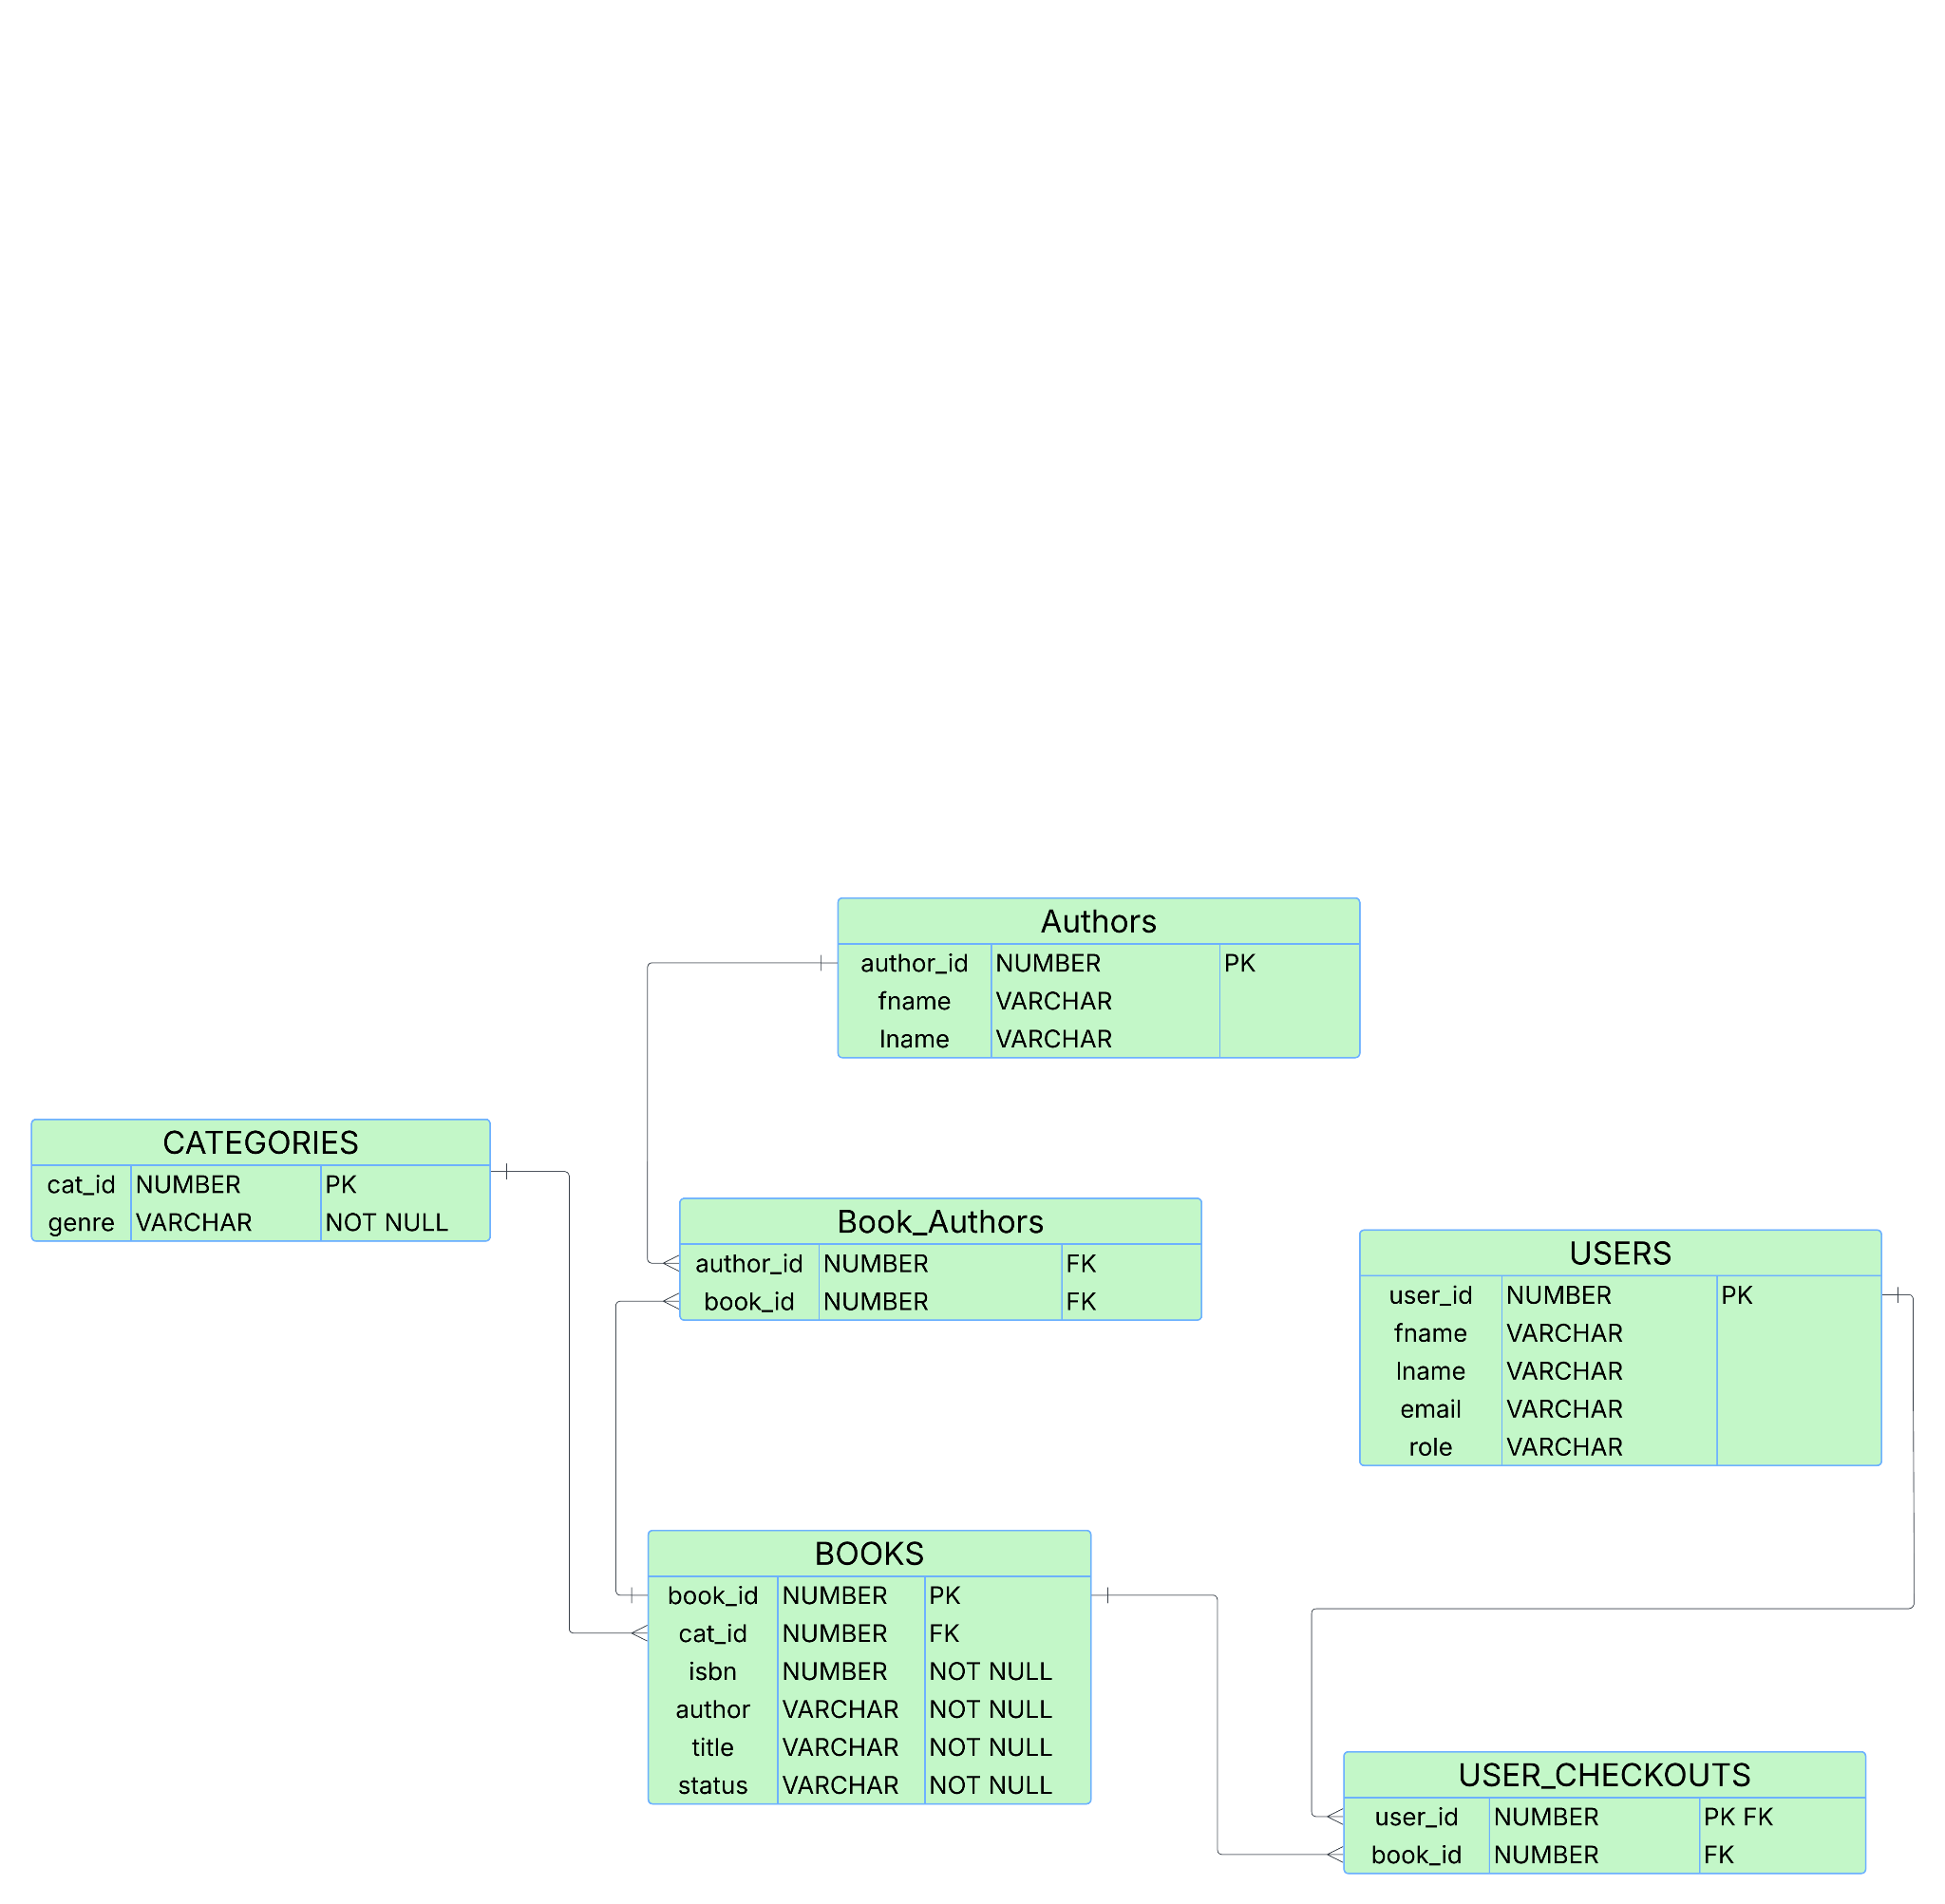 Authors
author_id NUMBER PK
fname VARCHAR
lname VARCHAR
CATEGORIES
cat_id NUMBER PK
genre VARCHAR NOT NULL
Book_Authors
author_id NUMBER FK
book_id NUMBER FK
USERS
user_id NUMBER PK
fname VARCHAR
lname VARCHAR
email VARCHAR
role VARCHAR
BOOKS
book_id NUMBER PK
cat_id NUMBER FK
isbn NUMBER NOT NULL
author VARCHAR NOT NULL
title VARCHAR NOT NULL
status VARCHAR NOT NULL
USER_CHECKOUTS
user_id NUMBER PK FK
book_id NUMBER FK